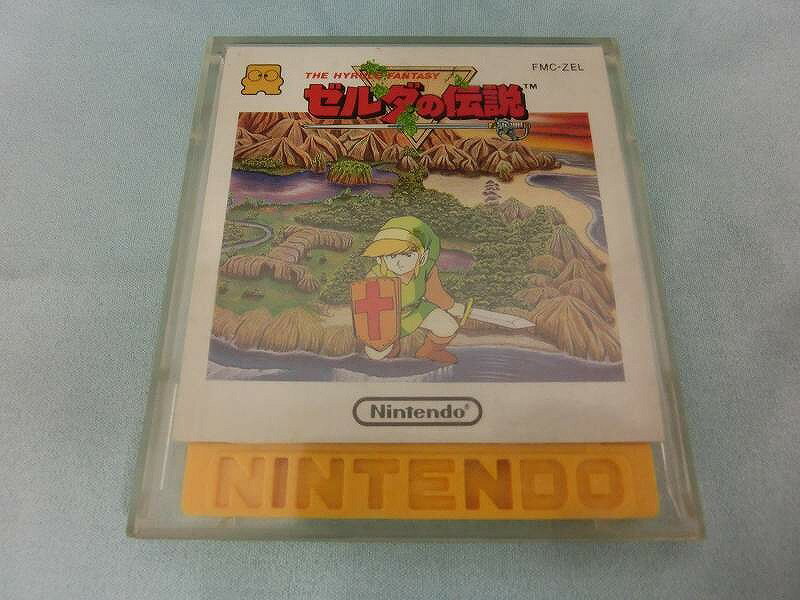 FMC-ZEL
THE HYRULE FANTASY
ゼルダの伝説™
Nintendo®
NINTENDO